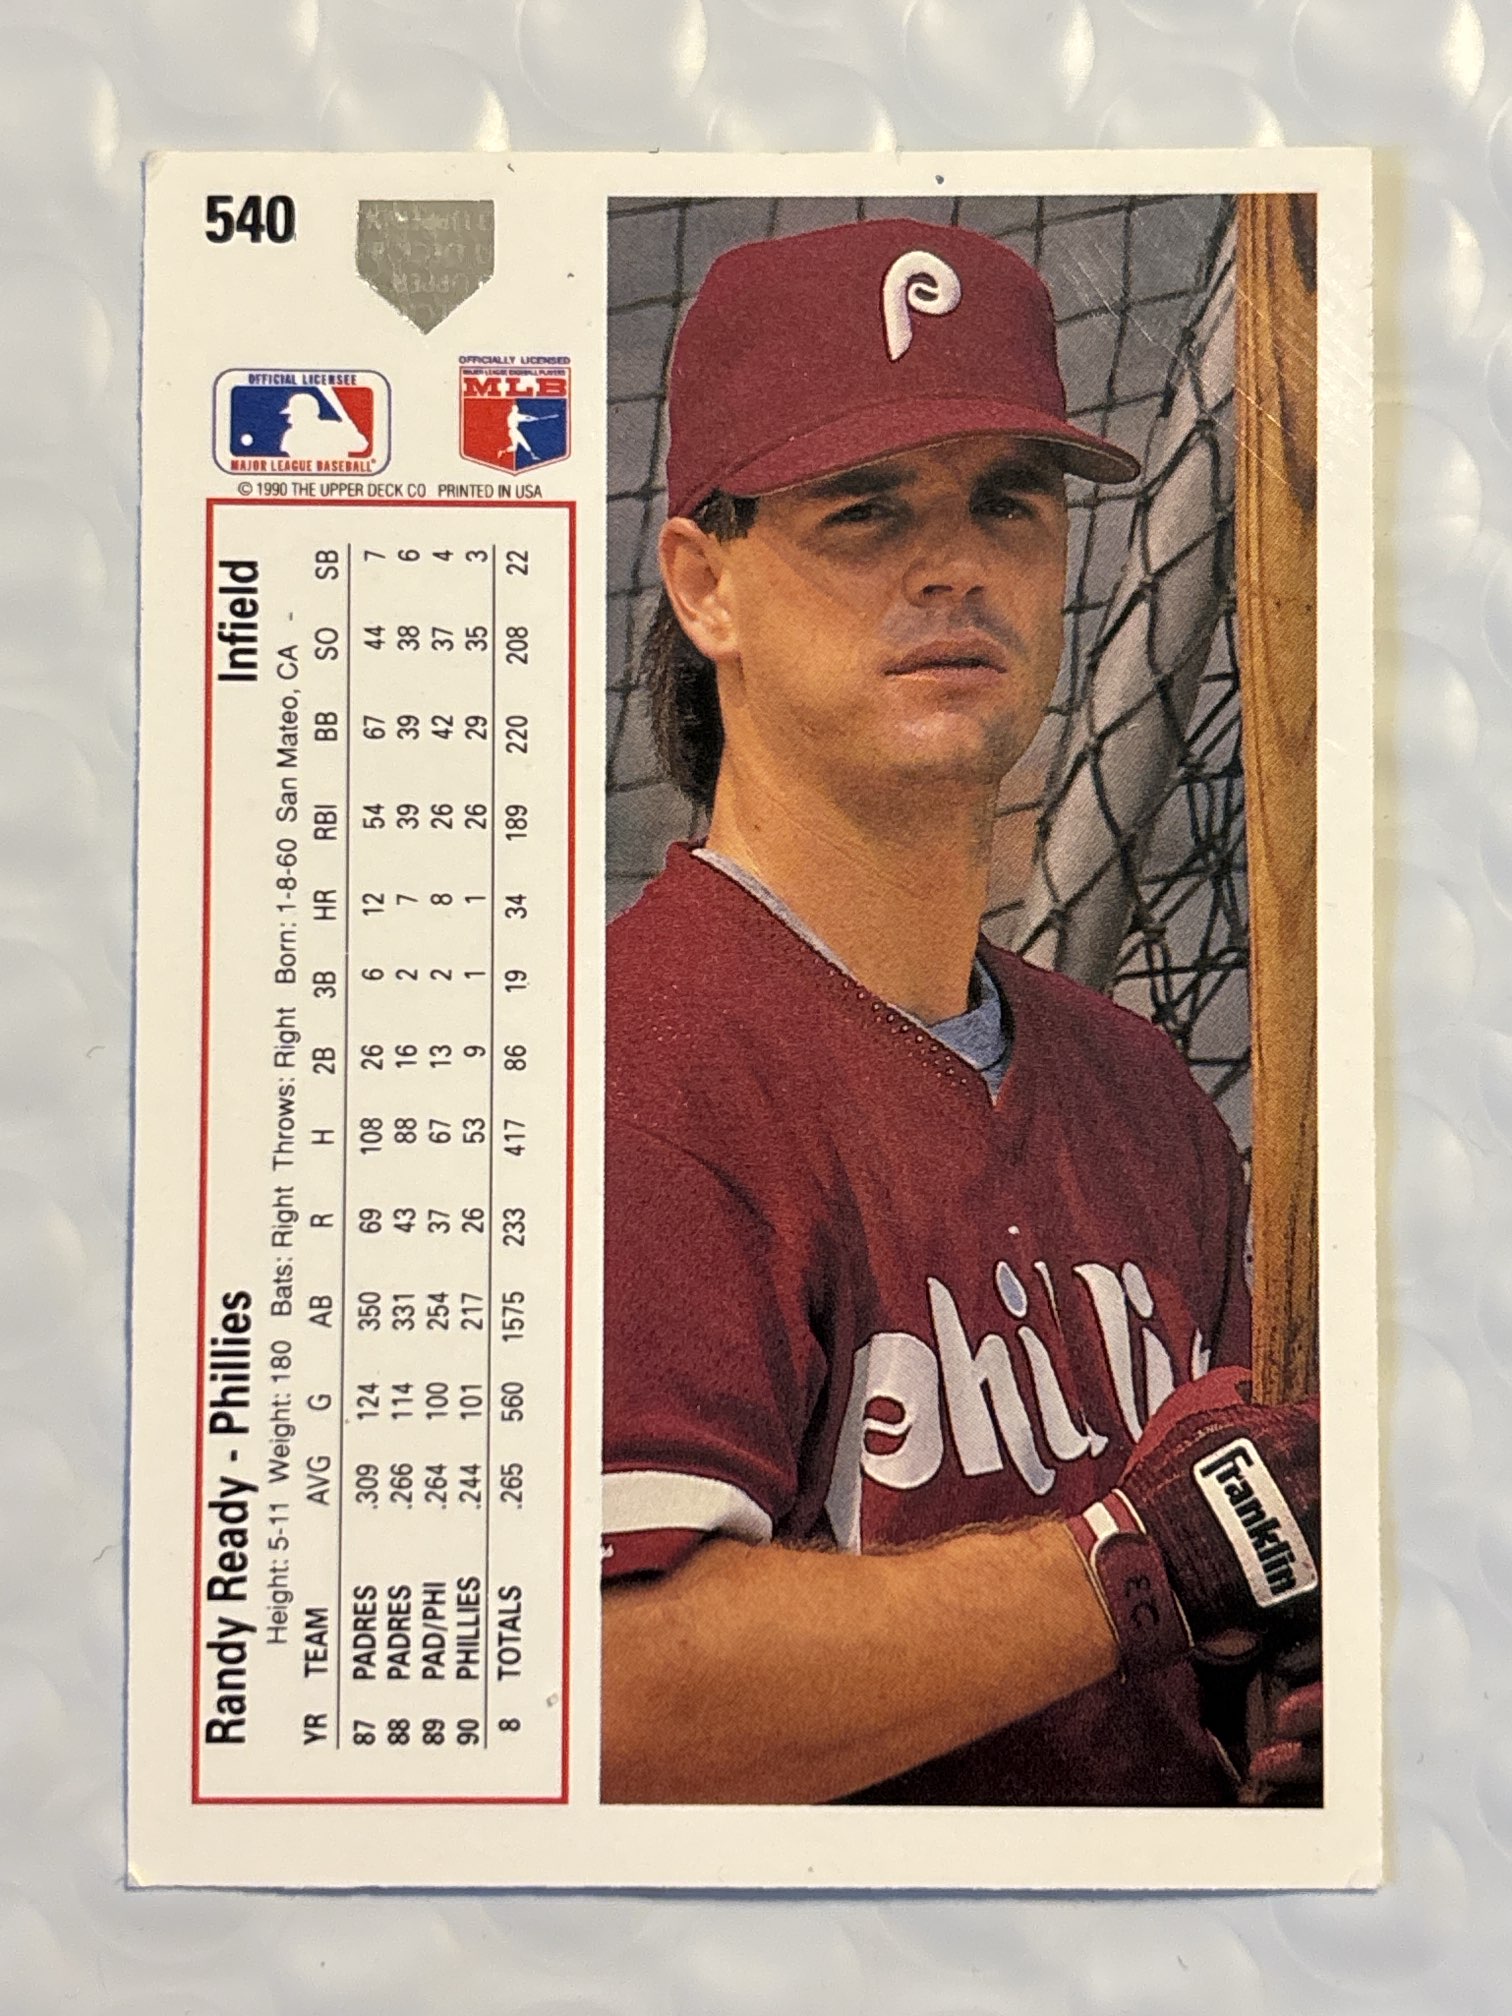 540
OFFICIAL LICENSEE
MAJOR LEAGUE BASEBALL
OFFICIALLY LICENSED
MAJOR LEAGUE BASEBALL PLAYERS
MLB
© 1990 THE UPPER DECK CO. PRINTED IN USA
Randy Ready - Phillies Infield
Height: 5-11 Weight: 180 Bats: Right Throws: Right Born: 1-8-60 San Mateo, CA -
YR TEAM AVG G AB R H 2B 3B HR RBI BB SO SB
87 PADRES .309 124 350 69 108 26 6 12 54 67 44 7
88 PADRES .266 114 331 43 88 16 2 7 39 39 38 6
89 PAD/PHI .264 100 254 37 67 13 2 8 26 42 37 4
90 PHILLIES .244 101 217 26 53 9 1 1 26 29 35 3
8 TOTALS .265 560 1575 233 417 86 19 34 189 220 208 22
P
Phillie
Franklin
23